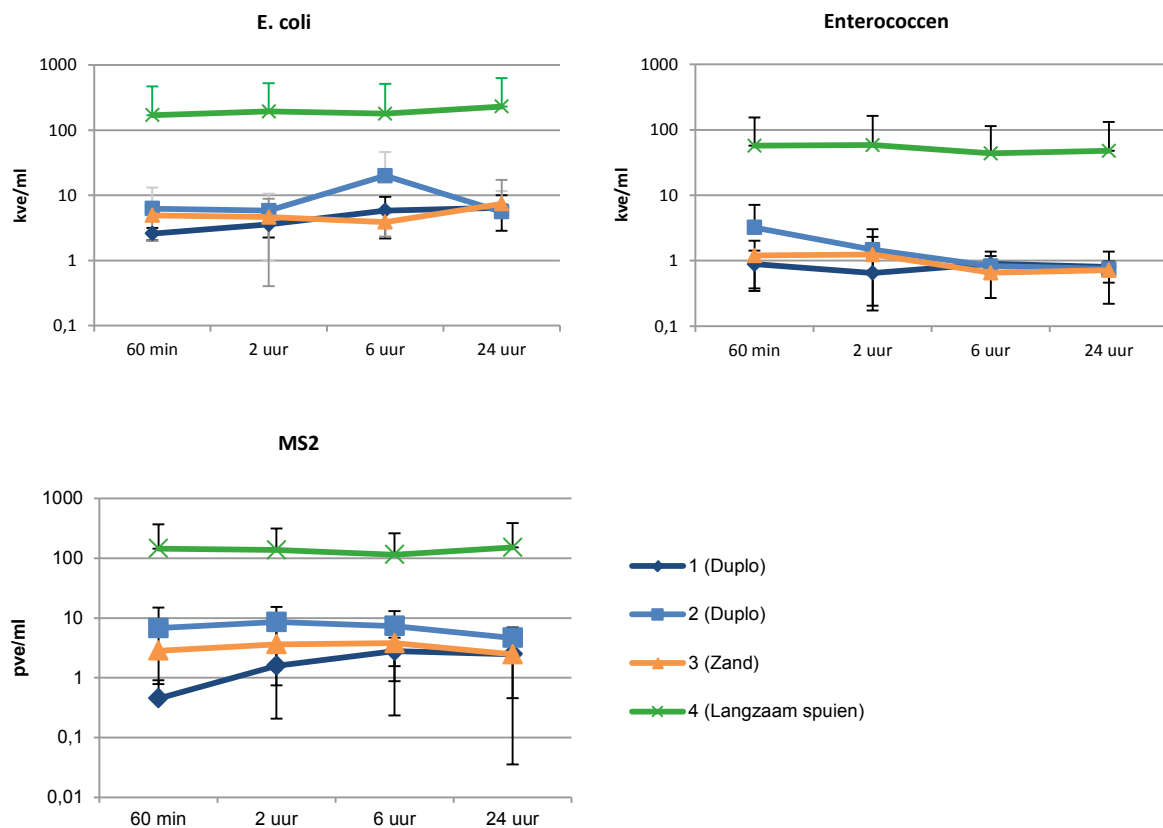 E. coli
1000
100
10
1
0,1
kve/ml
60 min 2 uur 6 uur 24 uur
Enterococcen
1000
100
10
1
0,1
kve/ml
60 min 2 uur 6 uur 24 uur
MS2
1000
100
10
1
0,1
0,01
pve/ml
60 min 2 uur 6 uur 24 uur
1 (Duplo)
2 (Duplo)
3 (Zand)
4 (Langzaam spuien)